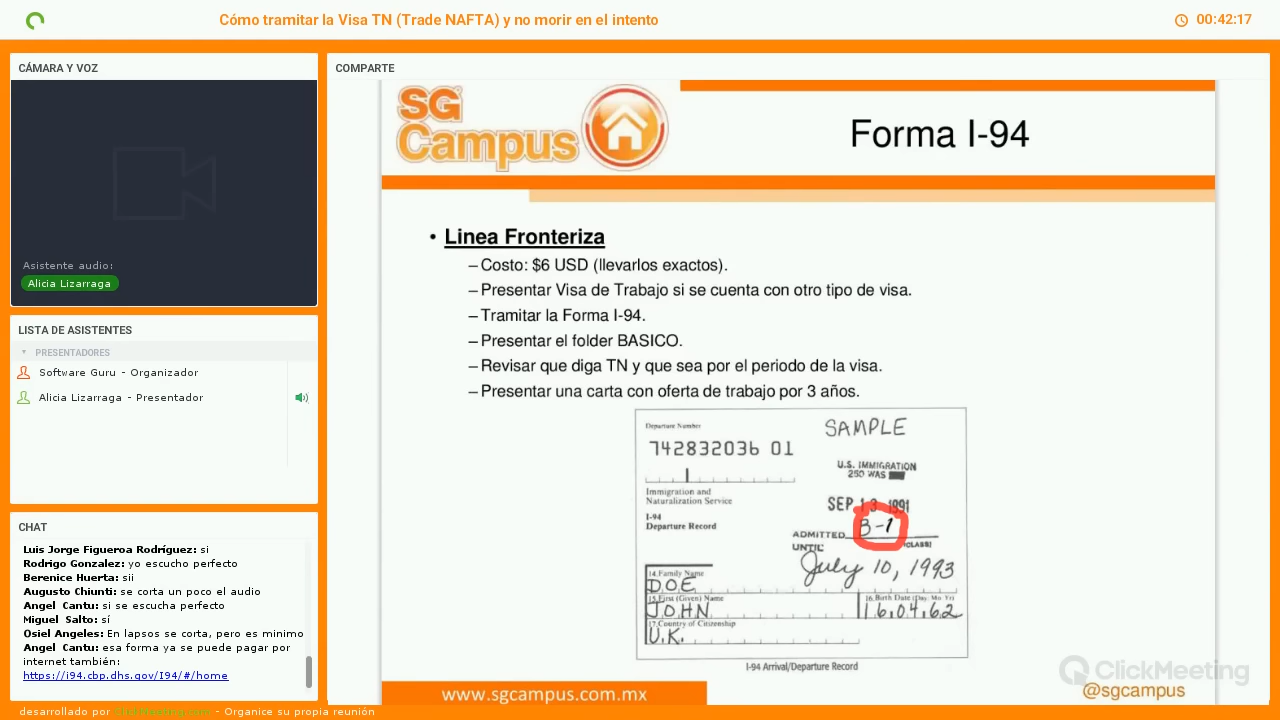 Cómo tramitar la Visa TN (Trade NAFTA) y no morir en el intento
00:42:17
CÁMARA Y VOZ
Asistente audio:
Alicia Lizarraga
LISTA DE ASISTENTES
PRESENTADORES
Software Guru - Organizador
Alicia Lizarraga - Presentador
CHAT
Luis Jorge Figueroa Rodríguez: si
Rodrigo Gonzalez: yo escucho perfecto
Berenice Huerta: sii
Augusto Chiunti: se corta un poco el audio
Angel Cantu: si se escucha perfecto
Miguel Salto: sí
Osiel Angeles: En lapsos se corta, pero es minimo
Angel Cantu: esa forma ya se puede pagar por
internet también:
https://i94.cbp.dhs.gov/I94/#/home
COMPARTE
SG
Campus
Forma I-94
• Linea Fronteriza
– Costo: $6 USD (llevarlos exactos).
– Presentar Visa de Trabajo si se cuenta con otro tipo de visa.
– Tramitar la Forma I-94.
– Presentar el folder BASICO.
– Revisar que diga TN y que sea por el periodo de la visa.
– Presentar una carta con oferta de trabajo por 3 años.
Departure Number
SAMPLE
742832036 01
U.S. IMMIGRATION
250 WAS
Immigration and
Naturalization Service
SEP 13 1991
I-94
Departure Record
B-1
ADMITTED
(CLASS)
UNTIL
July 10, 1993
14. Family Name
DOE
15. First (Given) Name
16. Birth Date (Day. Mo. Yr)
JOHN
16.04.62
17. Country of Citizenship
U.K.
I-94 Arrival/Departure Record
www.sgcampus.com.mx
ClickMeeting
@sgcampus
desarrollado por ClickMeeting.com - Organice su propia reunión